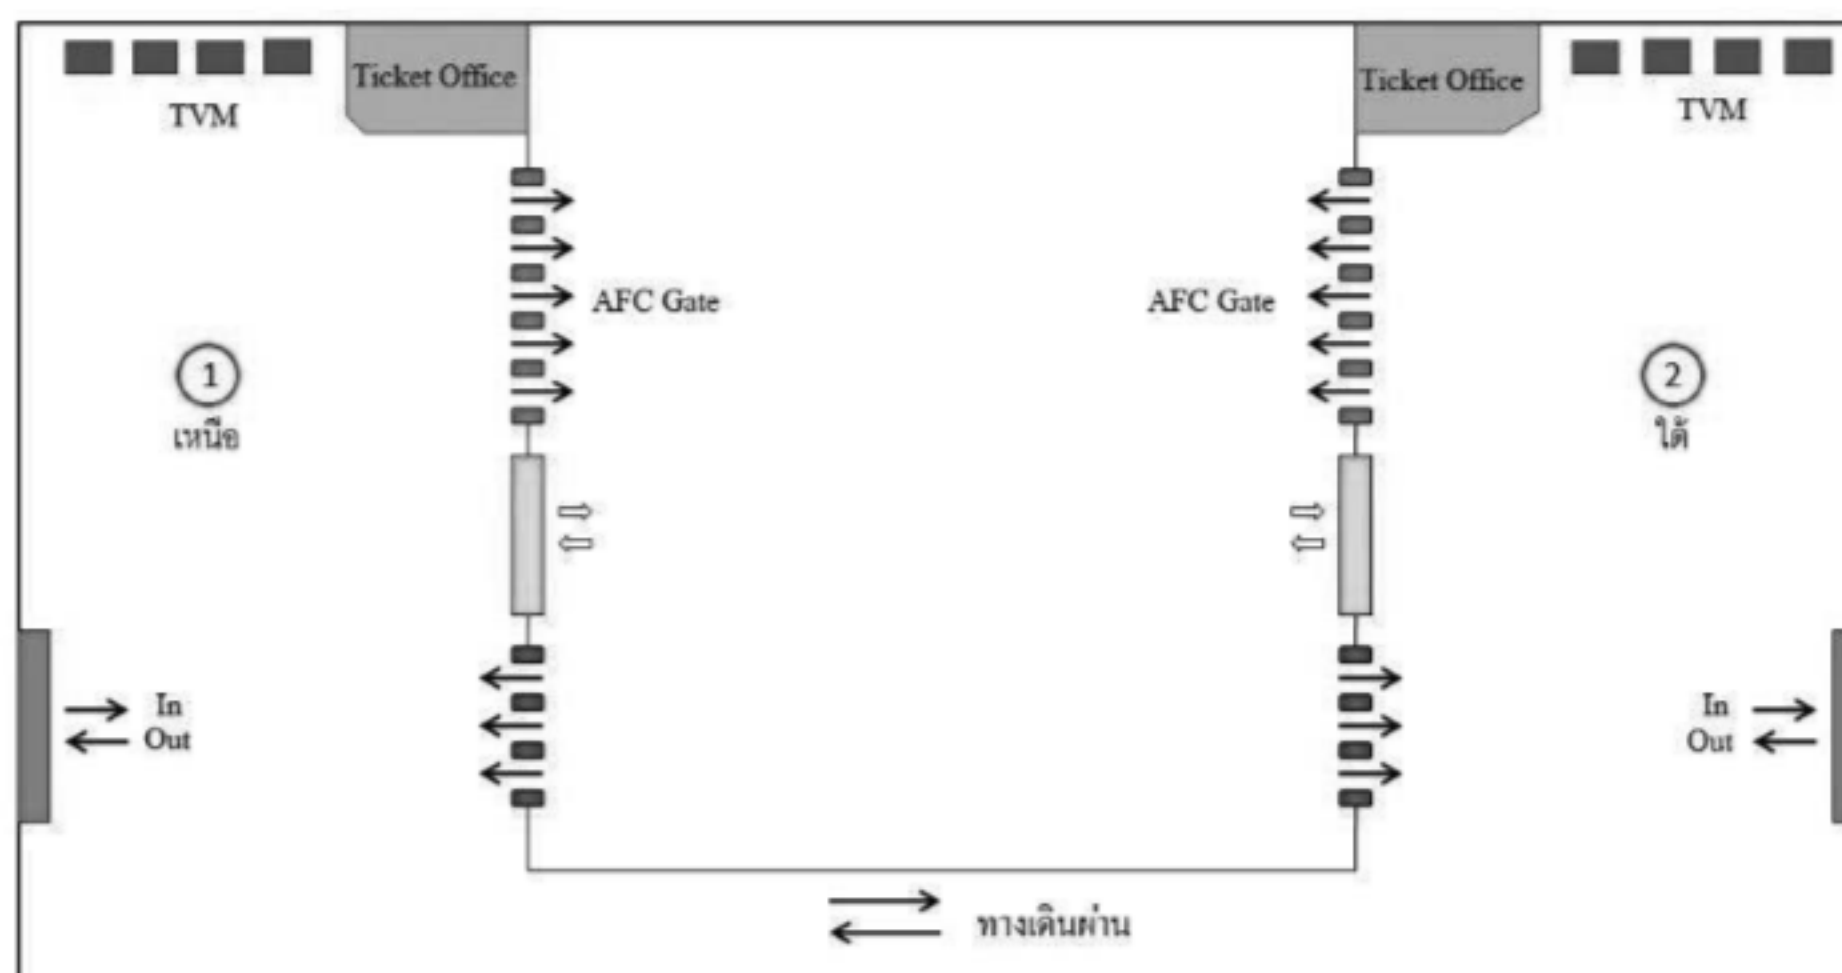 Ticket Office
Ticket Office
TVM
TVM
AFC Gate
AFC Gate
1
เหนือ
2
ใต้
In
Out
In
Out
ทางเดินผ่าน